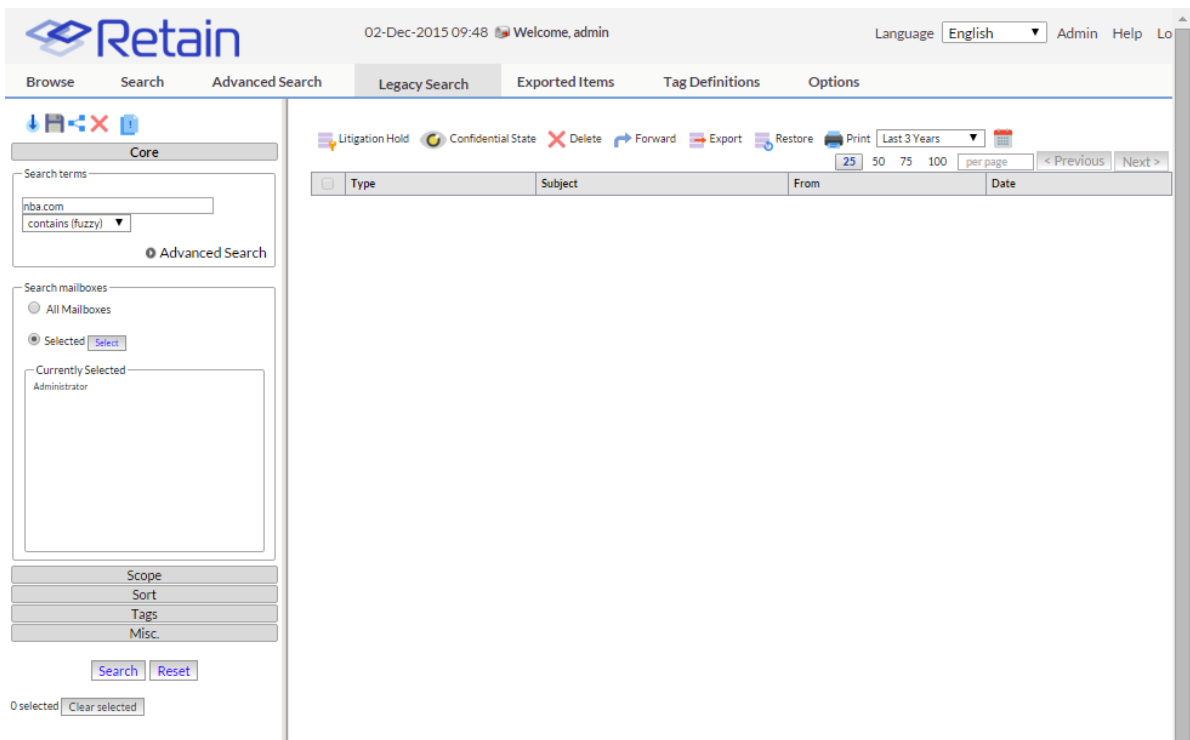 Retain
02-Dec-2015 09:48 Welcome, admin
Language English Admin Help Lo
Browse Search Advanced Search Legacy Search Exported Items Tag Definitions Options
Core
Search terms
nba.com
contains (fuzzy)
Advanced Search
Search mailboxes
All Mailboxes
Selected Select
Currently Selected
Administrator
Scope
Sort
Tags
Misc.
Search Reset
0 selected Clear selected
Litigation Hold Confidential State Delete Forward Export Restore Print Last 3 Years
25 50 75 100 per page < Previous Next >
Type Subject From Date